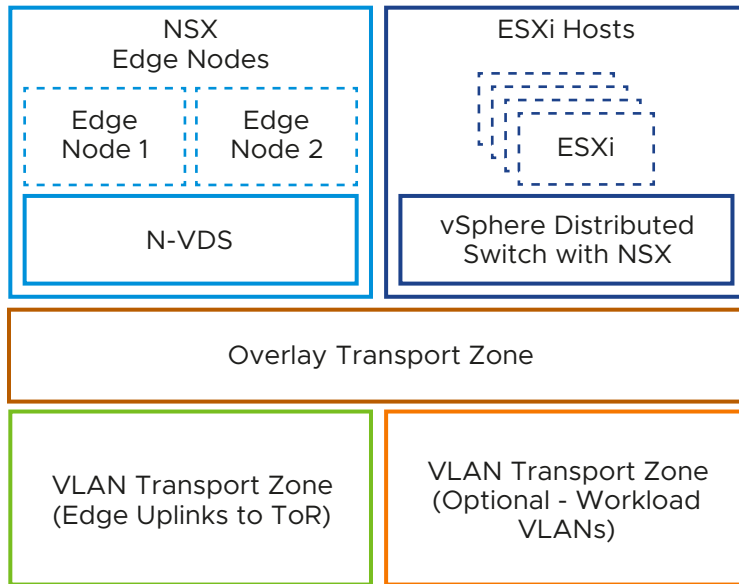 NSX
Edge Nodes
Edge
Node 1
Edge
Node 2
N-VDS
ESXi Hosts
ESXi
vSphere Distributed
Switch with NSX
Overlay Transport Zone
VLAN Transport Zone
(Edge Uplinks to ToR)
VLAN Transport Zone
(Optional - Workload
VLANs)